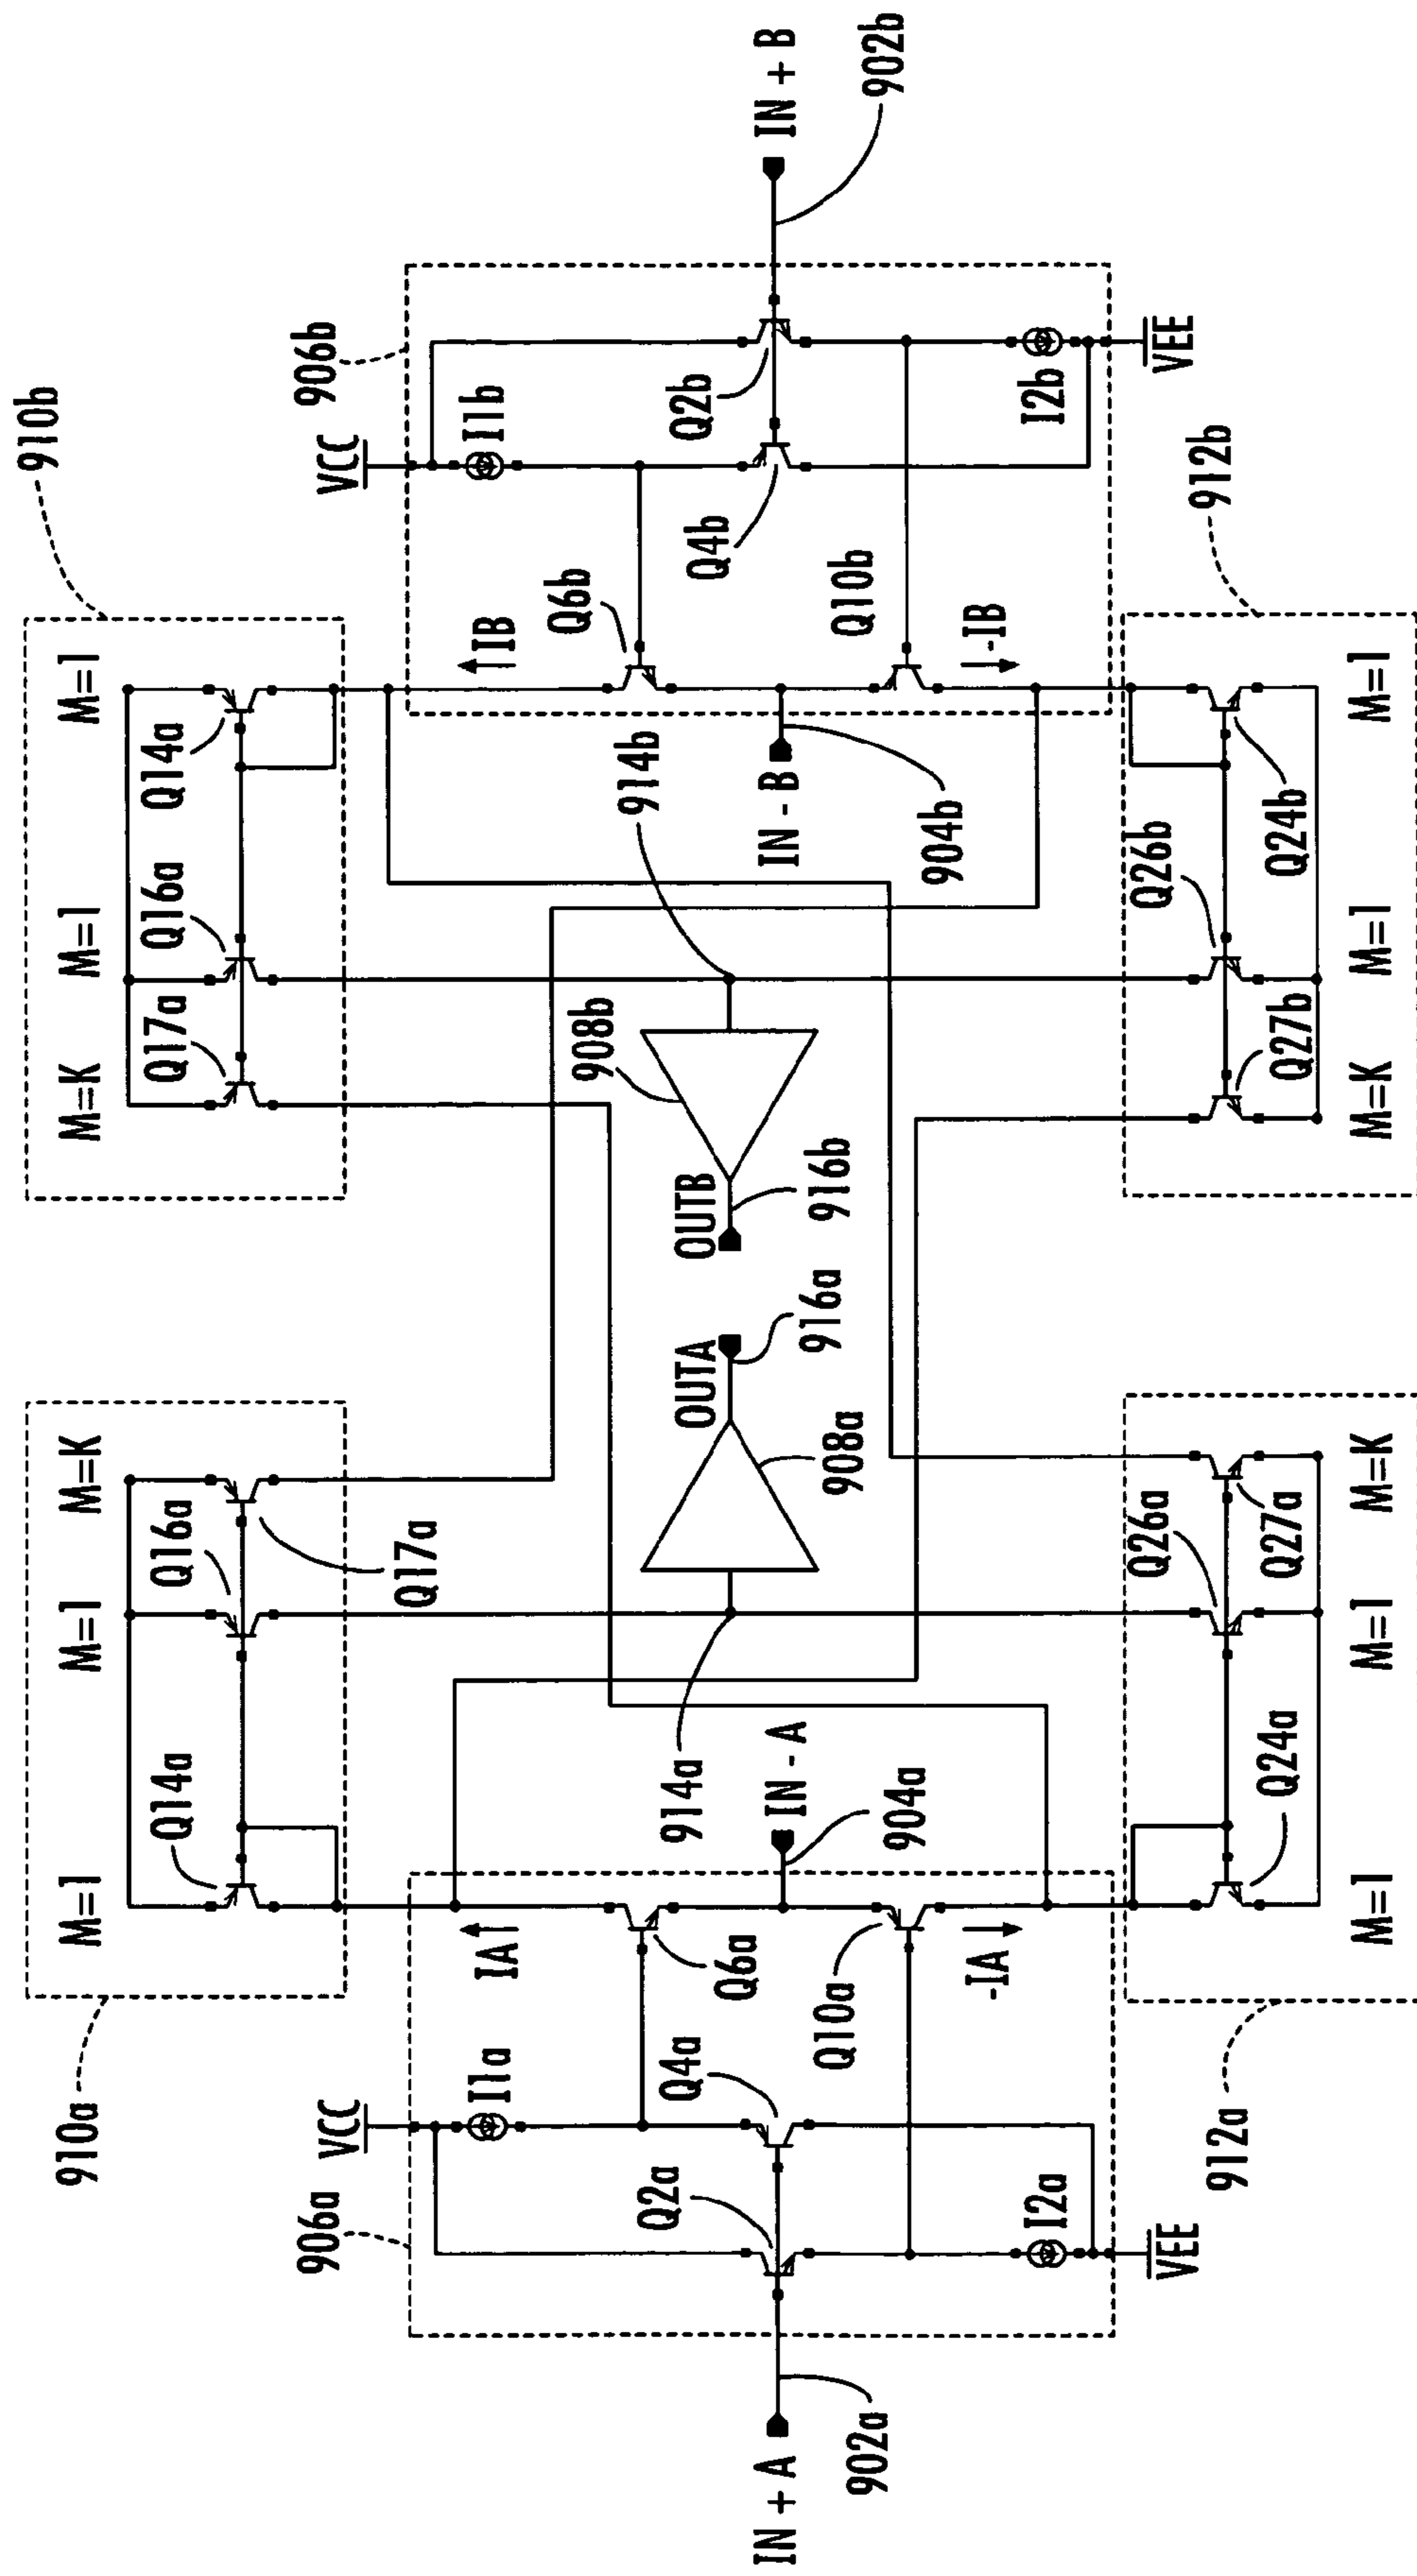 910a
910b
M=1
M=1
M=K
M=K
M=1
M=1
Q14a
Q16a
Q17a
Q17a
Q16a
Q14a
906a
VCC
I1a
IA
Q6a
Q2a
Q4a
IN + A
902a
Q10a
-IA
I2a
VEE
IN - A
904a
914a
OUTA
908a
916a
OUTB
908b
916b
914b
IN - B
904b
906b
VCC
I1b
IB
Q6b
Q4b
Q2b
IN + B
902b
Q10b
-IB
I2b
VEE
912a
Q24a
Q26a
Q27a
Q27b
Q26b
Q24b
912b
M=1
M=1
M=K
M=K
M=1
M=1